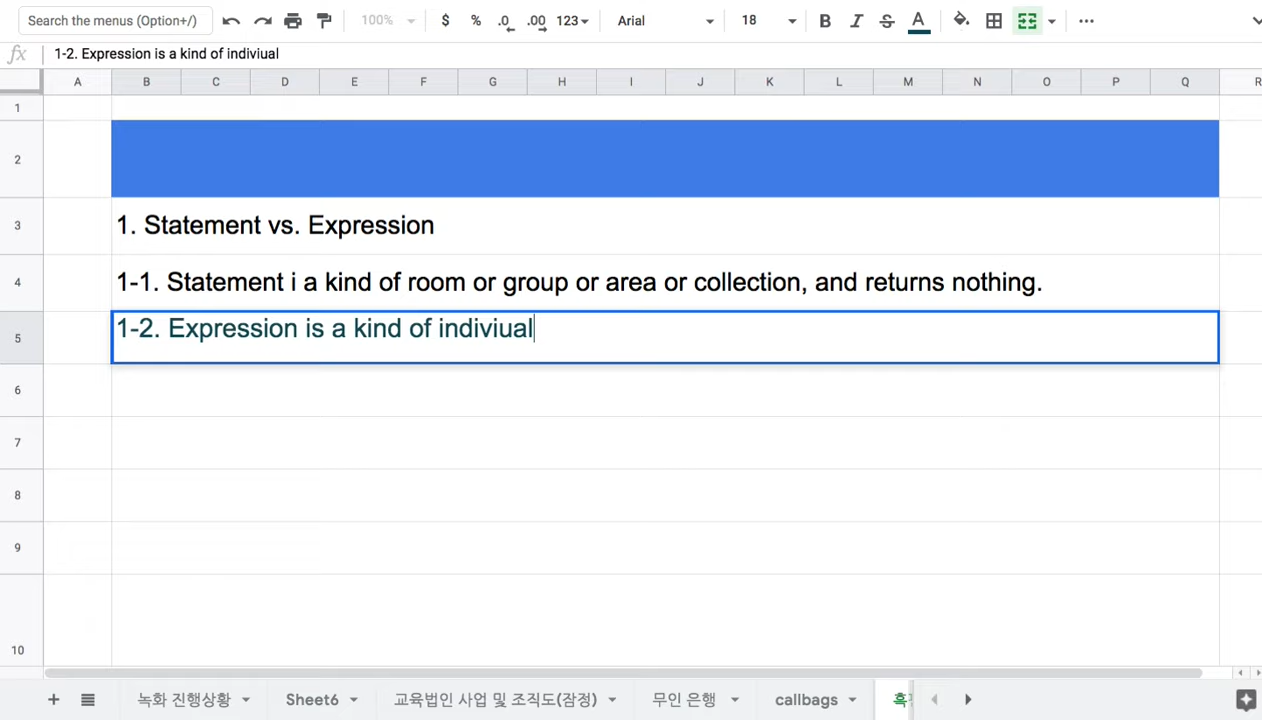 Search the menus (Option+/) 100% $ % .0 .00 123 Arial 18 B I S A
fx 1-2. Expression is a kind of indiviual
A B C D E F G H I J K L M N O P Q R
1
2
3 1. Statement vs. Expression
4 1-1. Statement i a kind of room or group or area or collection, and returns nothing.
5 1-2. Expression is a kind of indiviual
6
7
8
9
10
+ 녹화 진행상황 Sheet6 교육법인 사업 및 조직도(잠정) 무인 은행 callbags